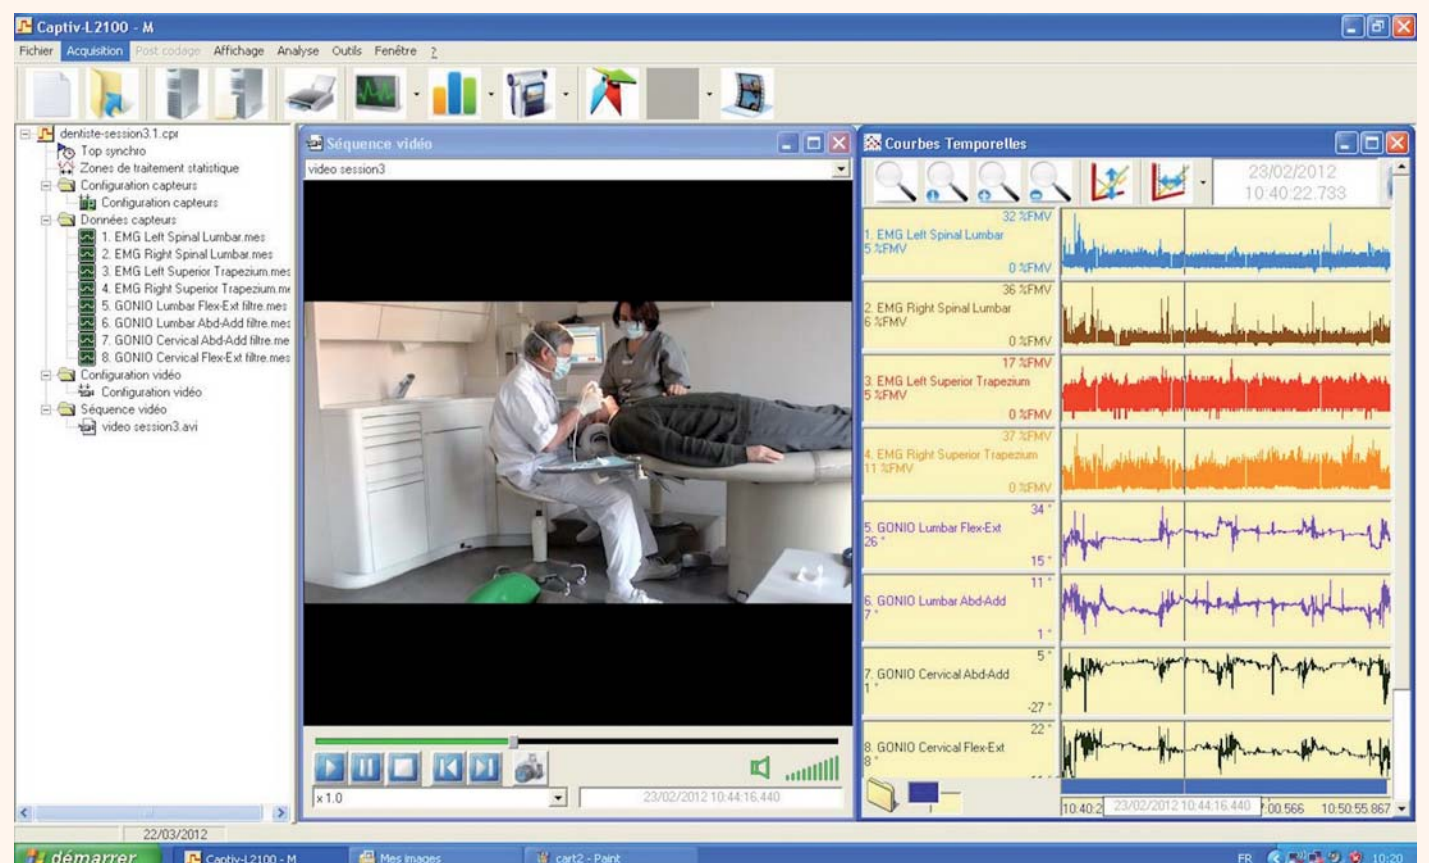 Captiv-L2100 - M
Fichier Acquisition Post codage Affichage Analyse Outils Fenêtre ?
dentiste-session3.1.cpr
Top synchro
Zones de traitement statistique
Configuration capteurs
Configuration capteurs
Données capteurs
1. EMG Left Spinal Lumbar.mes
2. EMG Right Spinal Lumbar.mes
3. EMG Left Superior Trapezium.mes
4. EMG Right Superior Trapezium.me
5. GONIO Lumbar Flex-Ext filtre.mes
6. GONIO Lumbar Abd-Add filtre.mes
7. GONIO Cervical Abd-Add filtre.me
8. GONIO Cervical Flex-Ext filtre.mes
Configuration vidéo
Configuration vidéo
Séquence vidéo
video session3.avi
Séquence vidéo
video session3
x 1.0
23/02/2012 10:44:16.440
Courbes Temporelles
23/02/2012
10:40:22.733
32 %FMV
1. EMG Left Spinal Lumbar
5 %FMV
0 %FMV
36 %FMV
2. EMG Right Spinal Lumbar
6 %FMV
0 %FMV
17 %FMV
3. EMG Left Superior Trapezium
5 %FMV
0 %FMV
37 %FMV
4. EMG Right Superior Trapezium
11 %FMV
0 %FMV
34 °
5. GONIO Lumbar Flex-Ext
26 °
15 °
11 °
6. GONIO Lumbar Abd-Add
7 °
1 °
5 °
7. GONIO Cervical Abd-Add
1 °
-27 °
22 °
8. GONIO Cervical Flex-Ext
8 °
10:40:2 23/02/2012 10:44:16.440 :00.566 10:50:55.867
22/03/2012
démarrer Captiv-L2100 - M Mes images cart2 - Paint FR 10:20